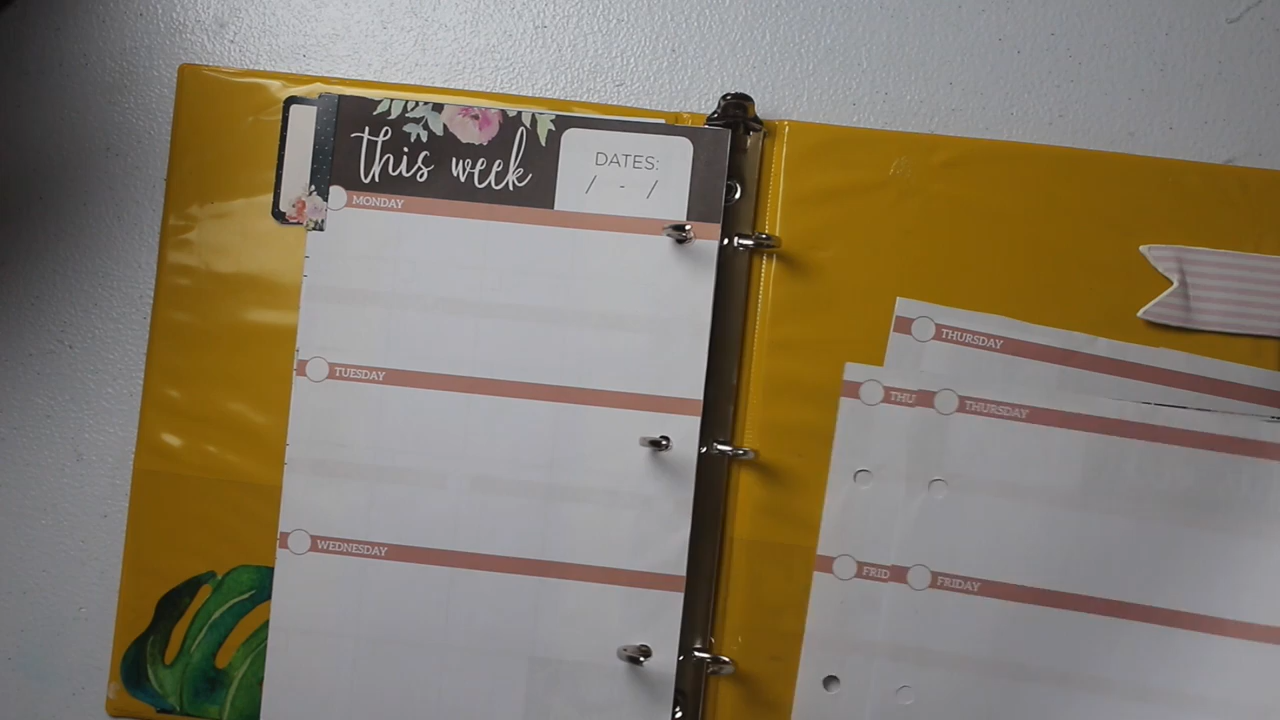 this week
DATES:
/ - /
MONDAY
TUESDAY
WEDNESDAY
THURSDAY
THU
THURSDAY
FRID
FRIDAY